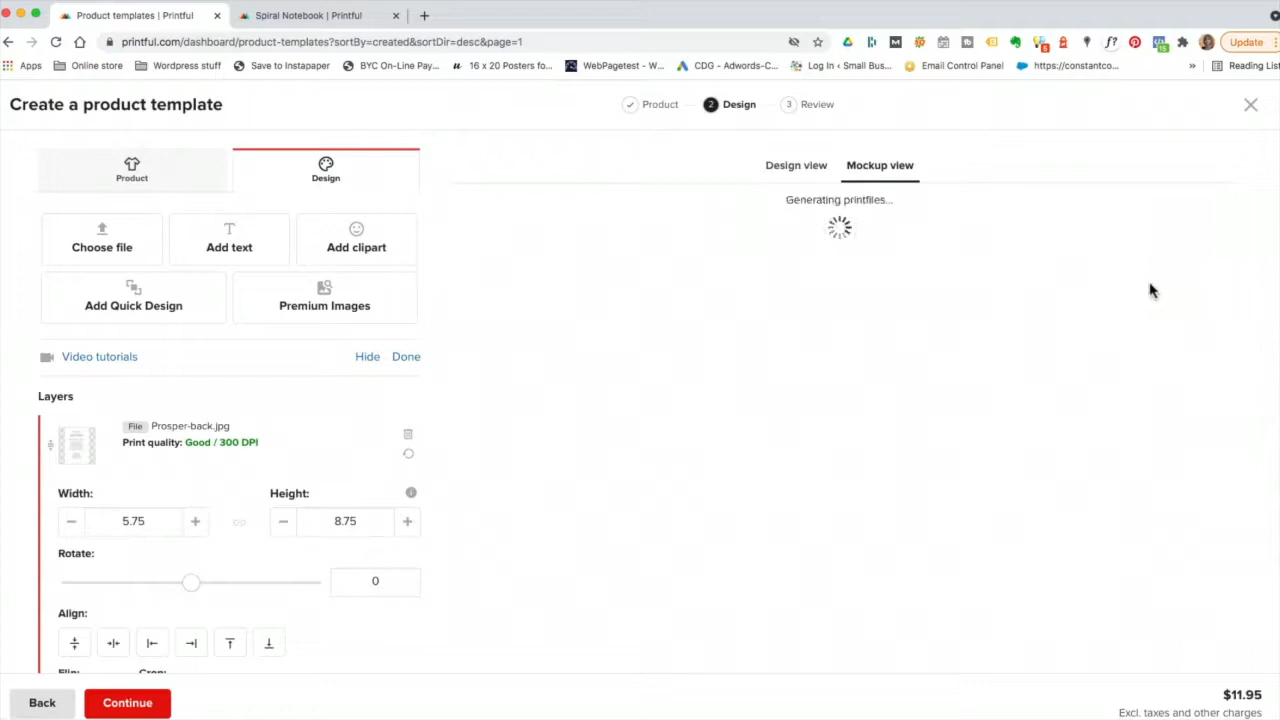 Product templates | Printful
Spiral Notebook | Printful
printful.com/dashboard/product-templates?sortBy=created&sortDir=desc&page=1
Update
Apps
Online store
Wordpress stuff
Save to Instapaper
BYC On-Line Pay...
16 x 20 Posters fo...
WebPagetest - W...
CDG - Adwords-C...
Log In ‹ Small Bus...
Email Control Panel
https://constantco...
»
Reading List
Create a product template
Product
2 Design
3 Review
Product
Design
Design view
Mockup view
Generating printfiles...
Choose file
Add text
Add clipart
Add Quick Design
Premium Images
Video tutorials
Hide
Done
Layers
File Prosper-back.jpg
Print quality: Good / 300 DPI
Width:
Height:
5.75
8.75
Rotate:
0
Align:
Flip:
Crop:
Back
Continue
$11.95
Excl. taxes and other charges